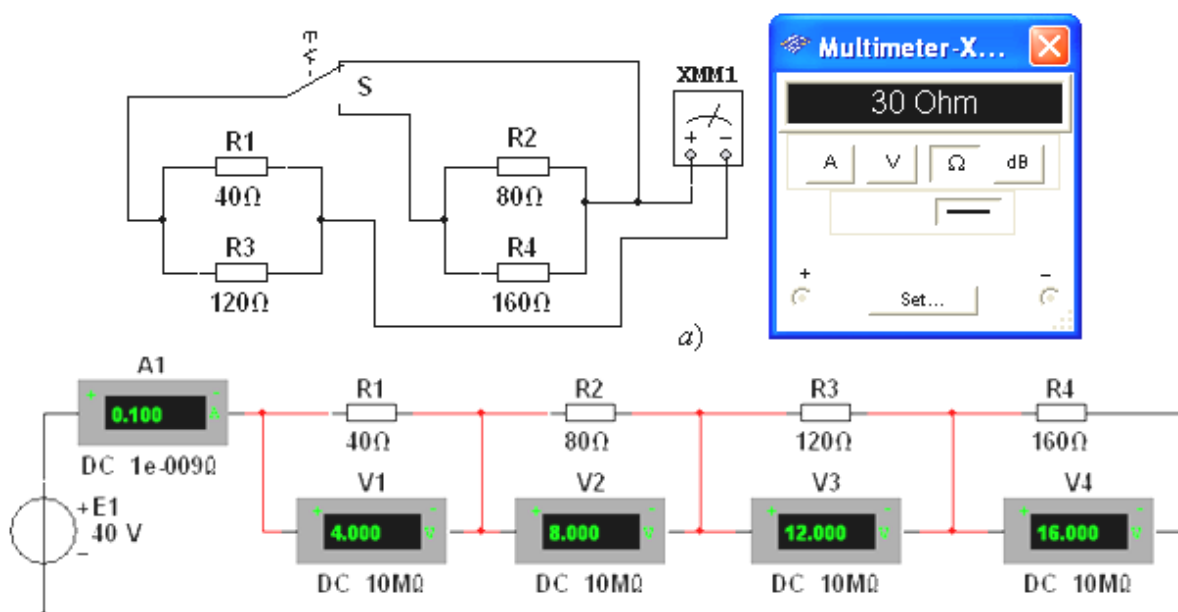 Multimeter-X...
30 Ohm
A V Ω dB
+ −
Set...
S
XMM1
+ −
R1
40Ω
R2
80Ω
R3
120Ω
R4
160Ω
а)
A1
+ -
0.100 A
DC 1e-009Ω
+E1
40 V
−
R1 R2 R3 R4
40Ω 80Ω 120Ω 160Ω
V1 V2 V3 V4
+ - + - + - + -
4.000 V 8.000 V 12.000 V 16.000 V
DC 10MΩ DC 10MΩ DC 10MΩ DC 10MΩ